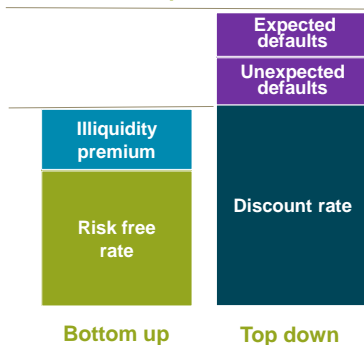 Expected
defaults
Unexpected
defaults
Illiquidity
premium
Discount rate
Risk free
rate
Bottom up
Top down